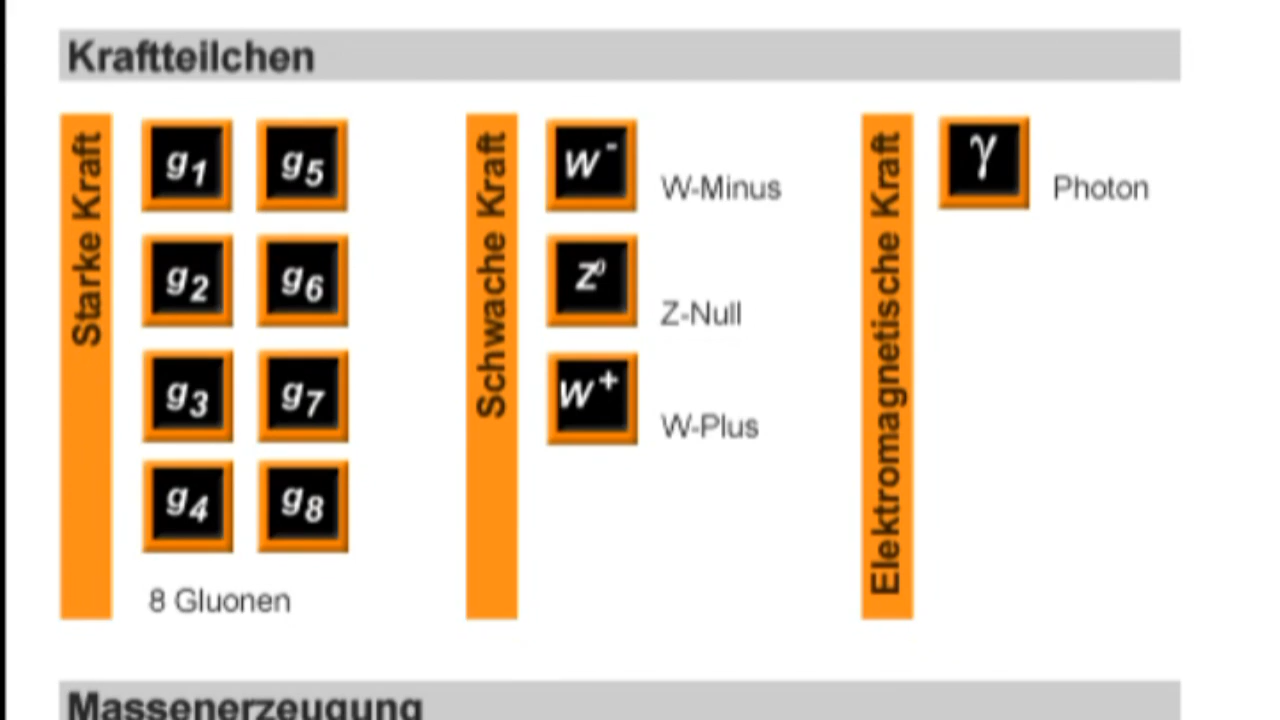 Kraftteilchen
Starke Kraft
g1 g5
g2 g6
g3 g7
g4 g8
8 Gluonen
Schwache Kraft
W-
W-Minus
Z0
Z-Null
W+
W-Plus
Elektromagnetische Kraft
γ
Photon
Massenerzeugung